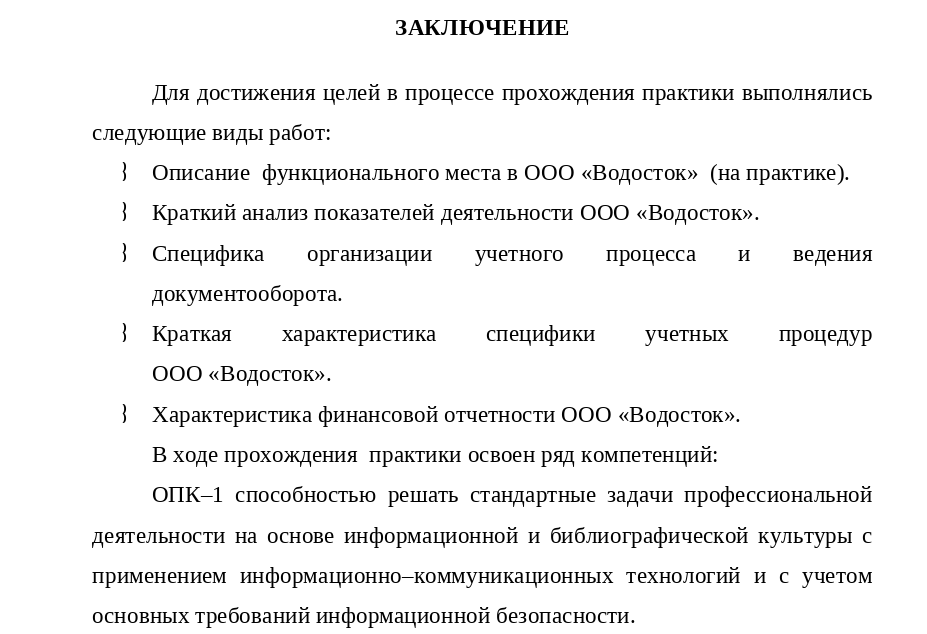 ЗАКЛЮЧЕНИЕ
Для достижения целей в процессе прохождения практики выполнялись
следующие виды работ:
Описание  функционального места в ООО «Водосток»  (на практике).
Краткий анализ показателей деятельности ООО «Водосток».
Специфика организации учетного процесса и ведения
документооборота.
Краткая характеристика специфики учетных процедур
ООО «Водосток».
Характеристика финансовой отчетности ООО «Водосток».
В ходе прохождения  практики освоен ряд компетенций:
ОПК–1 способностью решать стандартные задачи профессиональной
деятельности на основе информационной и библиографической культуры с
применением информационно–коммуникационных технологий и с учетом
основных требований информационной безопасности.